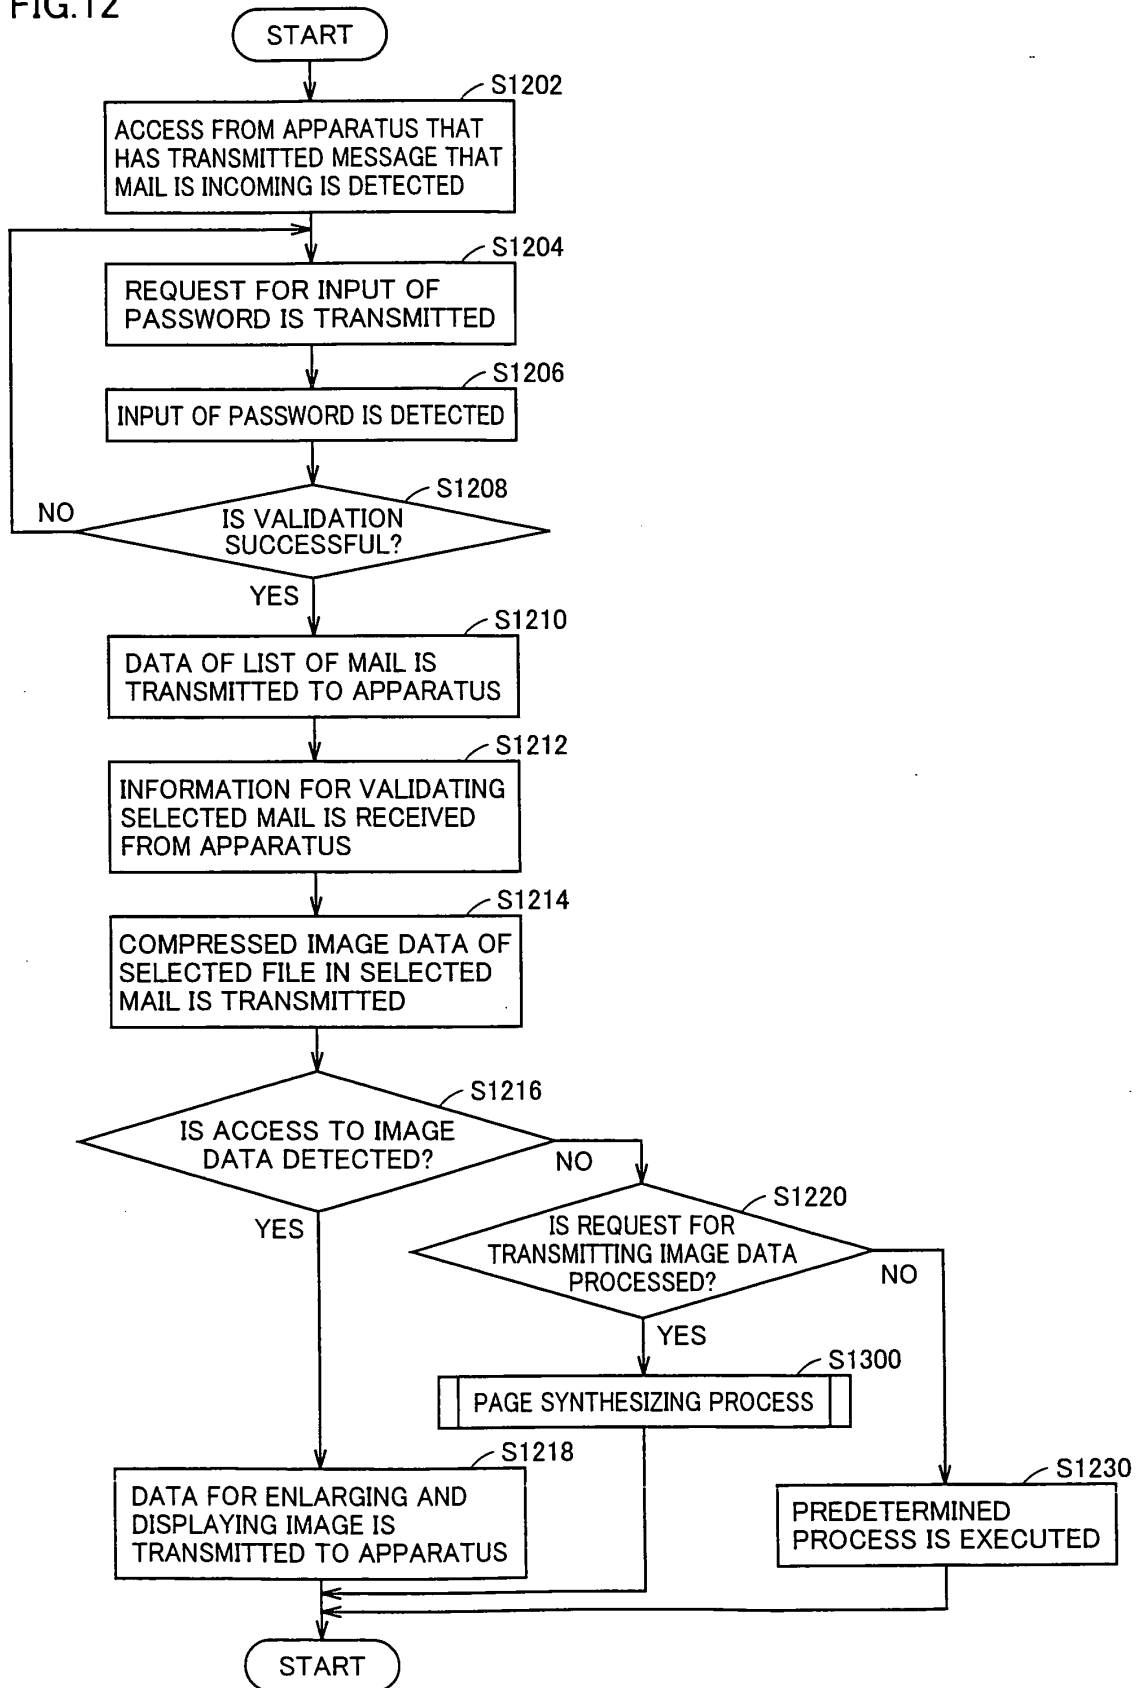 FIG.12
START
S1202
ACCESS FROM APPARATUS THAT
HAS TRANSMITTED MESSAGE THAT
MAIL IS INCOMING IS DETECTED
S1204
REQUEST FOR INPUT OF
PASSWORD IS TRANSMITTED
S1206
INPUT OF PASSWORD IS DETECTED
S1208
IS VALIDATION
SUCCESSFUL?
NO
YES
S1210
DATA OF LIST OF MAIL IS
TRANSMITTED TO APPARATUS
S1212
INFORMATION FOR VALIDATING
SELECTED MAIL IS RECEIVED
FROM APPARATUS
S1214
COMPRESSED IMAGE DATA OF
SELECTED FILE IN SELECTED
MAIL IS TRANSMITTED
S1216
IS ACCESS TO IMAGE
DATA DETECTED?
NO
YES
S1220
IS REQUEST FOR
TRANSMITTING IMAGE DATA
PROCESSED?
NO
YES
S1300
PAGE SYNTHESIZING PROCESS
S1218
DATA FOR ENLARGING AND
DISPLAYING IMAGE IS
TRANSMITTED TO APPARATUS
S1230
PREDETERMINED
PROCESS IS EXECUTED
START